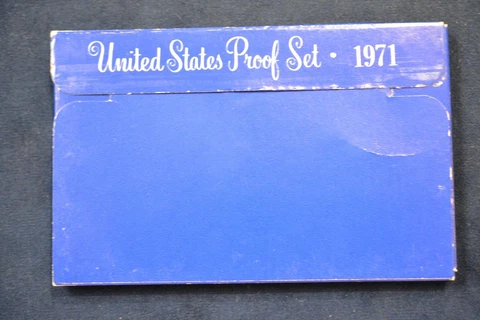 United States Proof Set · 1971